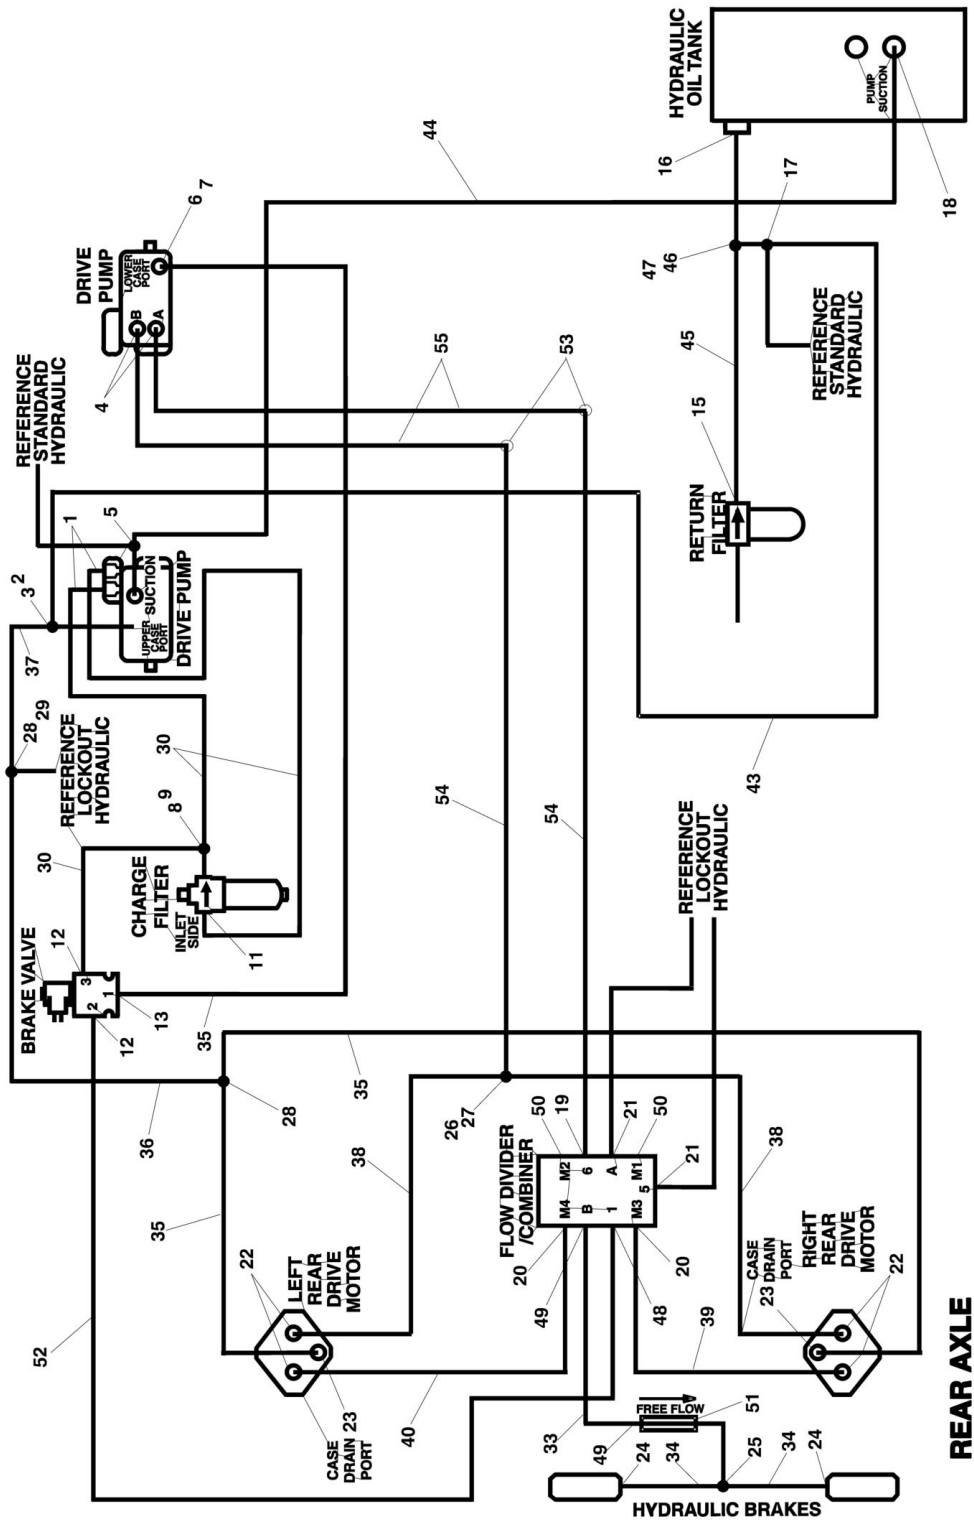 HYDRAULIC
OIL TANK
PUMP
SUCTION
16
18
44
17
47
46
45
REFERENCE
STANDARD
HYDRAULIC
15
RETURN
FILTER
43
DRIVE
PUMP
LOWER
CASE
PORT
B
A
6
7
4
REFERENCE
STANDARD
HYDRAULIC
55
53
1
5
SUCTION
UPPER
CASE
PORT
DRIVE PUMP
3
2
37
28
29
REFERENCE
LOCKOUT
HYDRAULIC
30
30
8
9
CHARGE
FILTER
INLET
SIDE
11
54
54
REFERENCE
LOCKOUT
HYDRAULIC
BRAKE VALVE
12
3
2
1
12
13
35
36
28
35
35
38
26
27
38
FLOW DIVIDER
/COMBINER
50
19
21
50
21
M2
6
A
M1
M4
B
1
M3
5
20
49
48
20
52
22
LEFT
REAR
DRIVE
MOTOR
23
CASE
DRAIN
PORT
40
39
CASE
DRAIN
PORT
23
RIGHT
REAR
DRIVE
MOTOR
22
33
49
FREE FLOW
51
24
34
25
34
24
HYDRAULIC BRAKES
REAR AXLE